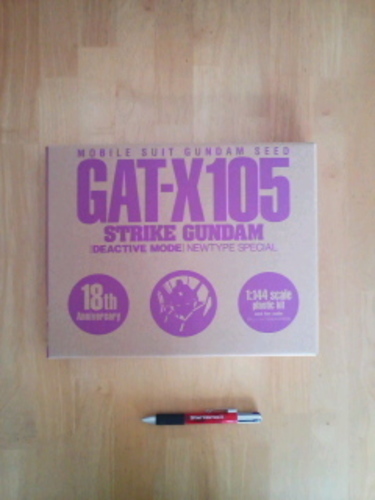 MOBILE SUIT GUNDAM SEED
GAT-X105
STRIKE GUNDAM
[DEACTIVE MODE] NEWTYPE SPECIAL
18th
Anniversary
1:144 scale
plastic kit